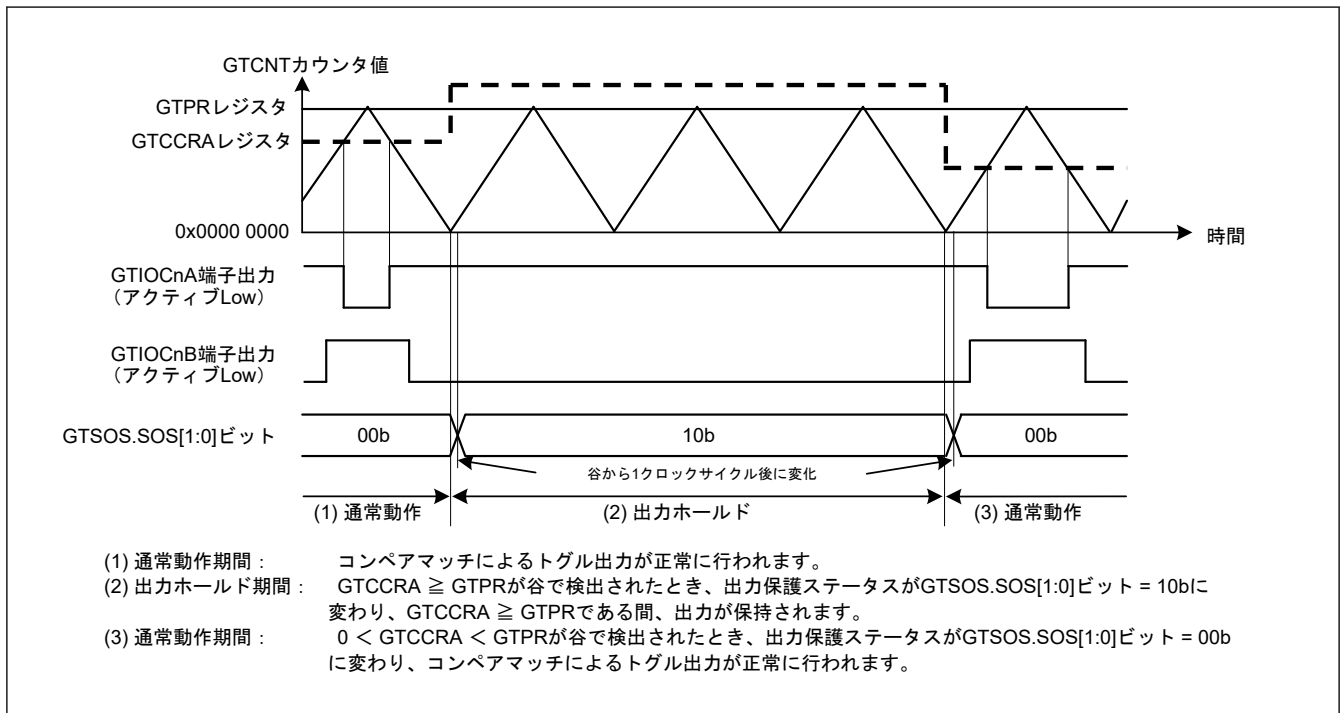 GTCNTカウンタ値
GTPRレジスタ
GTCCRAレジスタ
0x0000 0000
時間
GTIOCnA端子出力
（アクティブLow）
GTIOCnB端子出力
（アクティブLow）
GTSOS.SOS[1:0]ビット
00b
10b
00b
谷から1クロックサイクル後に変化
(1) 通常動作
(2) 出力ホールド
(3) 通常動作
(1) 通常動作期間： コンペアマッチによるトグル出力が正常に行われます。
(2) 出力ホールド期間： GTCCRA ≧ GTPRが谷で検出されたとき、出力保護ステータスがGTSOS.SOS[1:0]ビット = 10bに
変わり、GTCCRA ≧ GTPRである間、出力が保持されます。
(3) 通常動作期間： 0 ＜ GTCCRA ＜ GTPRが谷で検出されたとき、出力保護ステータスがGTSOS.SOS[1:0]ビット = 00b
に変わり、コンペアマッチによるトグル出力が正常に行われます。